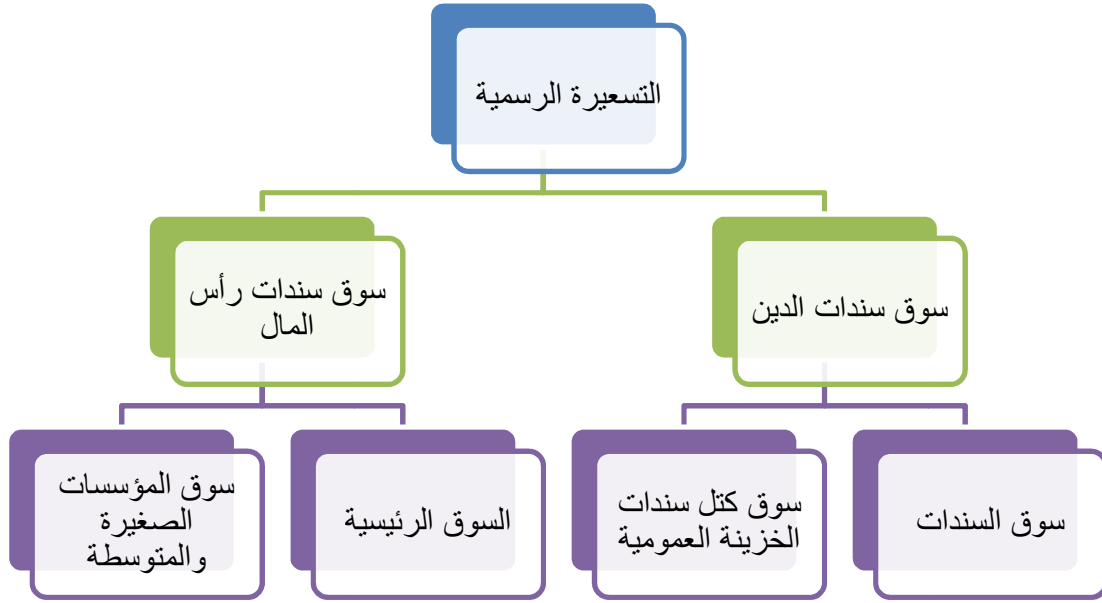 التسعيرة الرسمية
سوق سندات الدين
سوق سندات رأس
المال
سوق السندات
سوق كتل سندات
الخزينة العمومية
السوق الرئيسية
سوق المؤسسات
الصغيرة
والمتوسطة